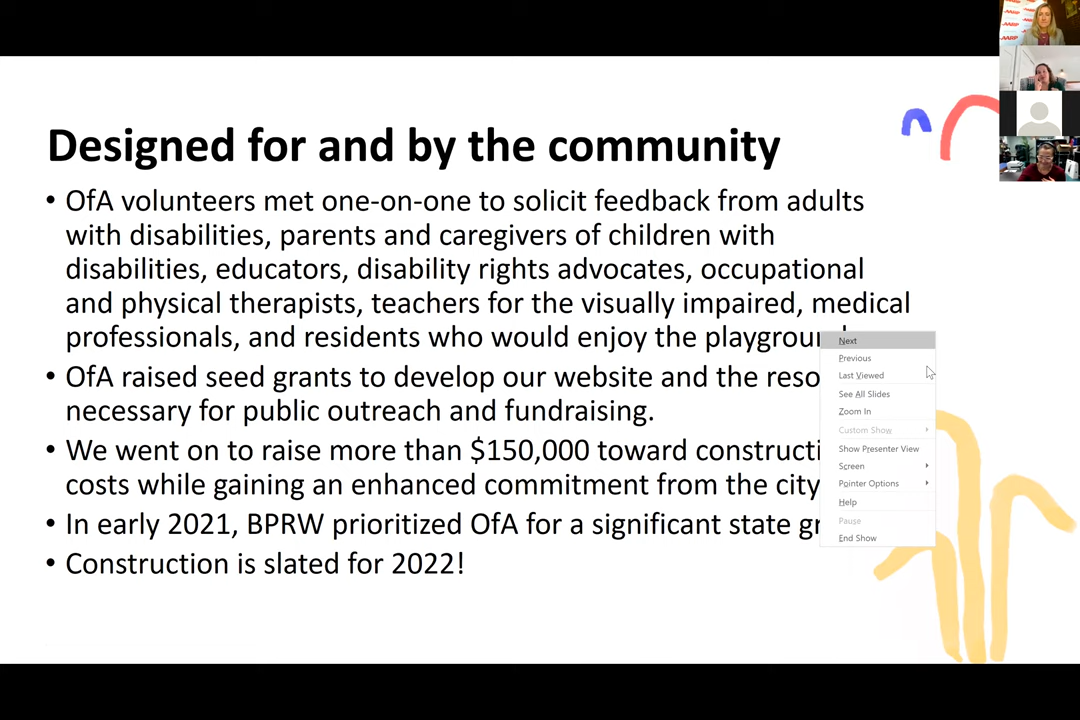 Designed for and by the community
• OfA volunteers met one-on-one to solicit feedback from adults
with disabilities, parents and caregivers of children with
disabilities, educators, disability rights advocates, occupational
and physical therapists, teachers for the visually impaired, medical
professionals, and residents who would enjoy the
• OfA raised seed grants to develop our website and the
necessary for public outreach and fundraising.
• We went on to raise more than $150,000 toward
costs while gaining an enhanced commitment from the city
• In early 2021, BPRW prioritized OfA for a significant state
• Construction is slated for 2022!
Next
Previous
Last Viewed
See All Slides
Zoom In
Custom Show
Show Presenter View
Screen
Pointer Options
Help
Pause
End Show
AARP